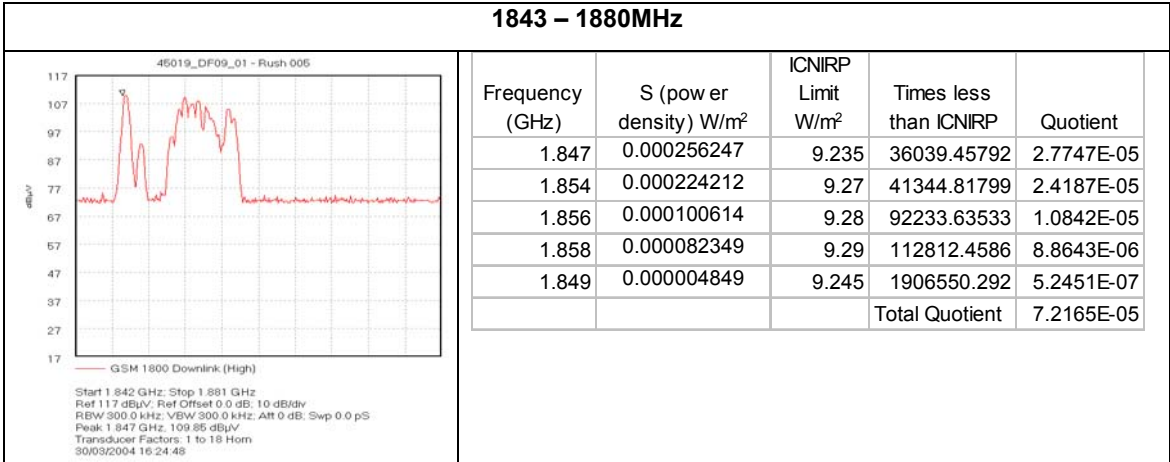 1843 – 1880MHz
45019_DF09_01 - Rush 005
117
107
97
87
77
67
57
47
37
27
17
dBµV
GSM 1800 Downlink (High)
Start 1.842 GHz; Stop 1.881 GHz
Ref 117 dBµV; Ref Offset 0.0 dB; 10 dB/div
RBW 300.0 kHz; VBW 300.0 kHz; Att 0 dB; Swp 0.0 pS
Peak 1.847 GHz, 109.85 dBµV
Transducer Factors: 1 to 18 Horn
30/03/2004 16:24:48
Frequency (GHz) S (pow er density) W/m² ICNIRP Limit W/m² Times less than ICNIRP Quotient
1.847 0.000256247 9.235 36039.45792 2.7747E-05
1.854 0.000224212 9.27 41344.81799 2.4187E-05
1.856 0.000100614 9.28 92233.63533 1.0842E-05
1.858 0.000082349 9.29 112812.4586 8.8643E-06
1.849 0.000004849 9.245 1906550.292 5.2451E-07
Total Quotient 7.2165E-05